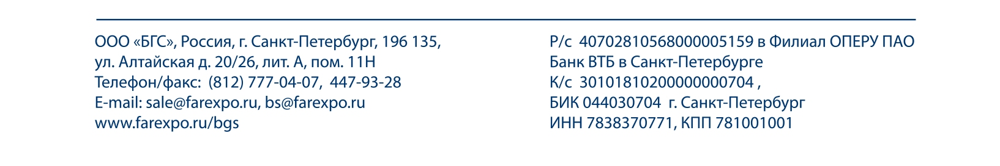 ООО «БГС», Россия, г. Санкт-Петербург, 196 135,
ул. Алтайская д. 20/26, лит. А, пом. 11Н
Телефон/факс:  (812) 777-04-07,  447-93-28
E-mail: sale@farexpo.ru, bs@farexpo.ru
www.farexpo.ru/bgs
Р/с  40702810568000005159 в Филиал ОПЕРУ ПАО
Банк ВТБ в Санкт-Петербурге
К/с  30101810200000000704 ,
БИК 044030704  г. Санкт-Петербург
ИНН 7838370771, КПП 781001001